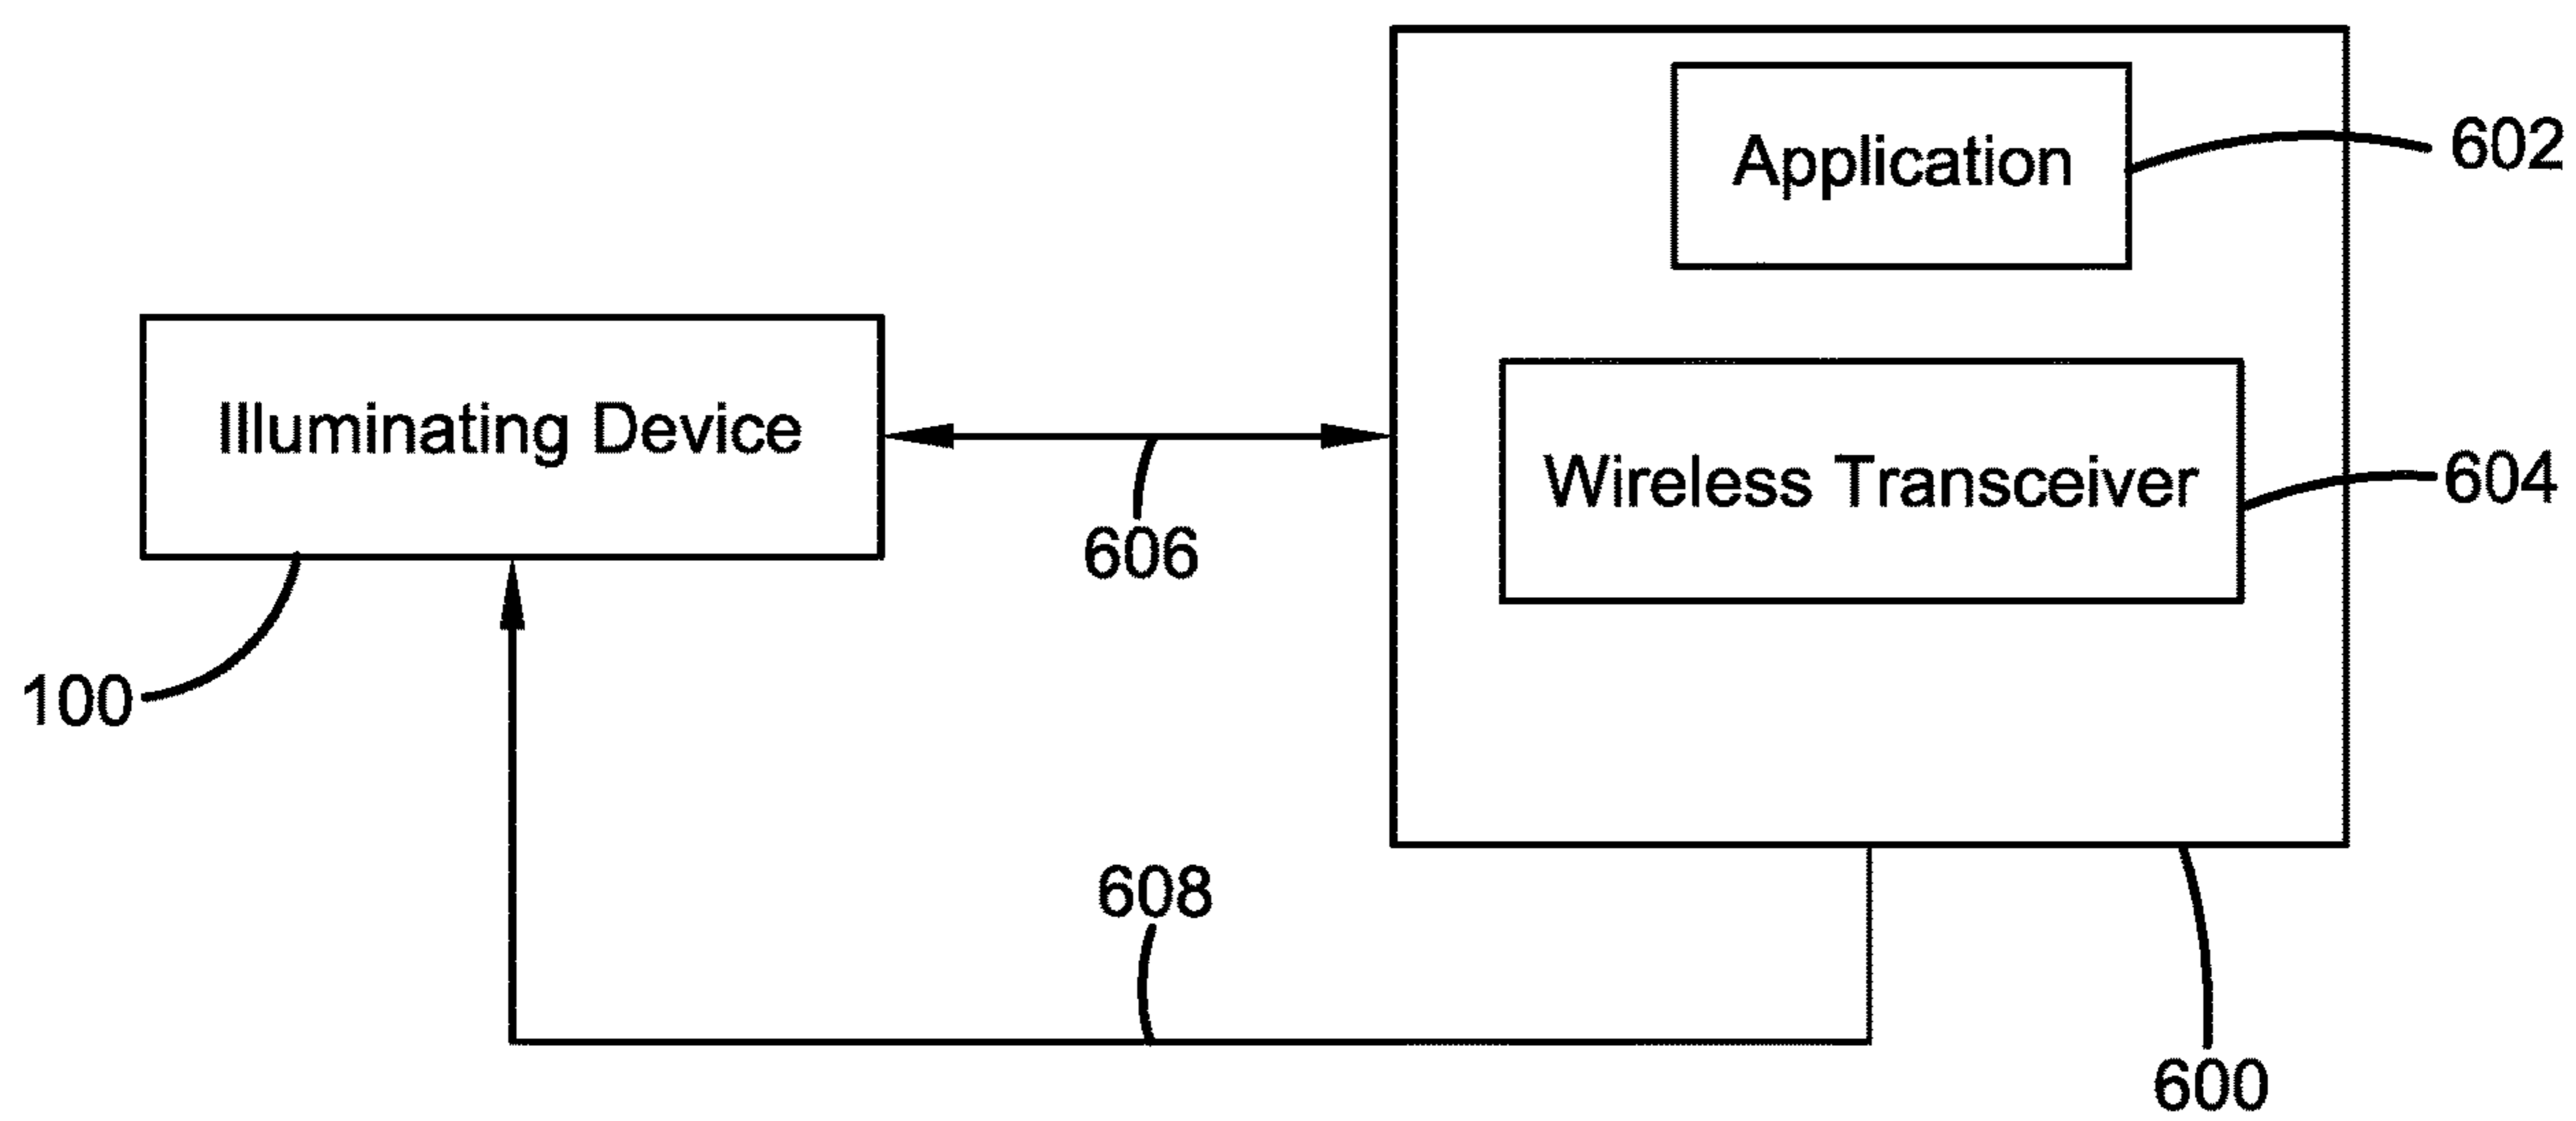 Application
602
Illuminating Device
Wireless Transceiver
604
606
100
608
600